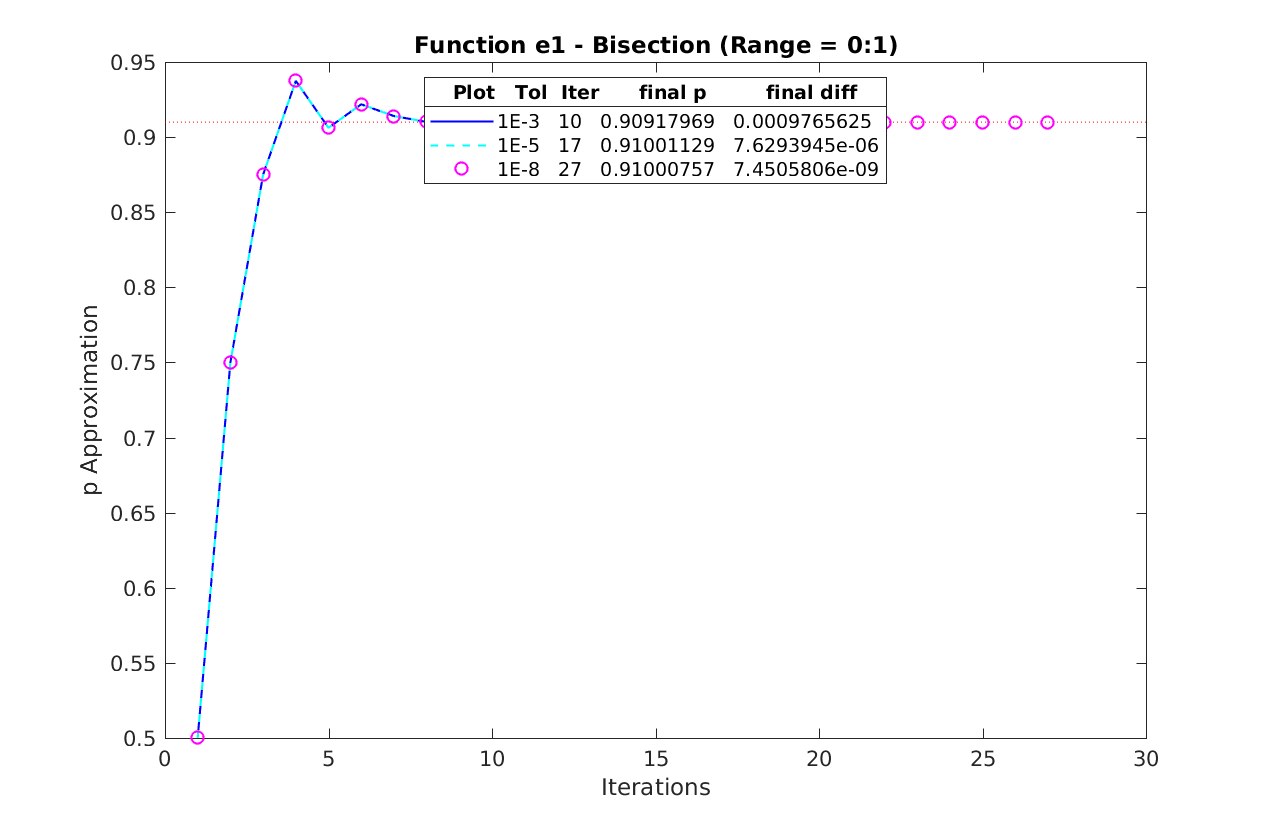 Function e1 - Bisection (Range = 0:1)
Plot Tol Iter final p final diff
1E-3 10 0.90917969 0.0009765625
1E-5 17 0.91001129 7.6293945e-06
1E-8 27 0.91000757 7.4505806e-09
0.95
0.9
0.85
0.8
0.75
0.7
0.65
0.6
0.55
0.5
p Approximation
0 5 10 15 20 25 30
Iterations